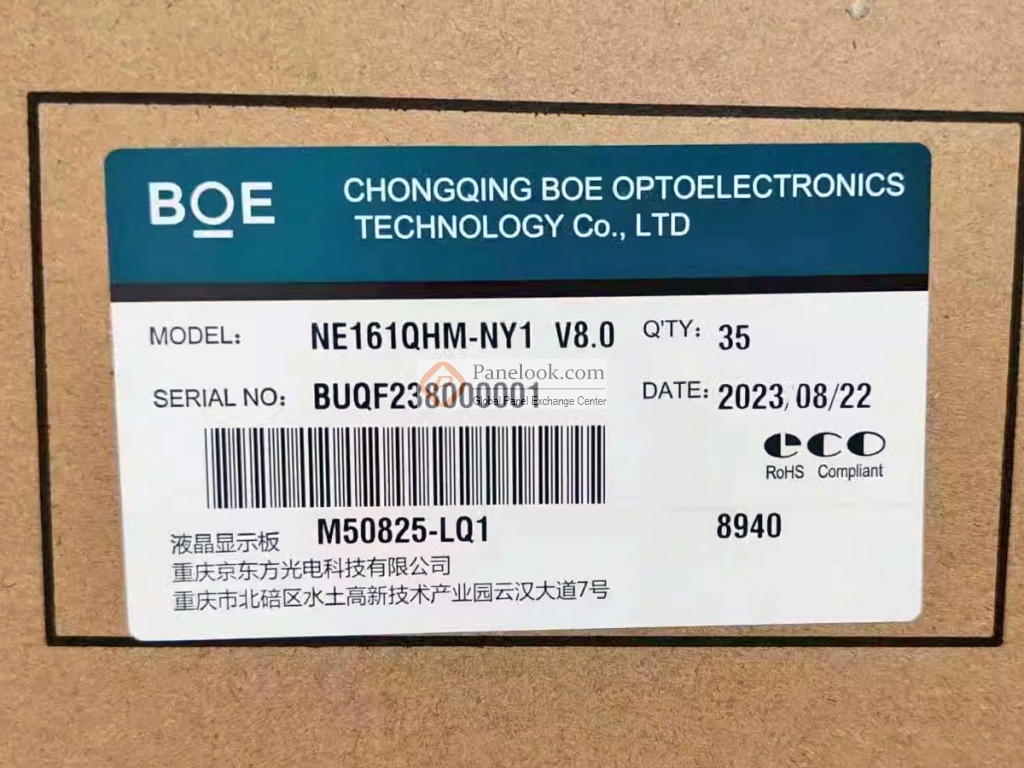 BOE
CHONGQING BOE OPTOELECTRONICS
TECHNOLOGY Co., LTD
MODEL: NE161QHM-NY1 V8.0 Q'TY: 35
SERIAL NO: BUQF238000001 DATE: 2023/08/22
Panelook.com
Global Panel Exchange Center
eco
RoHS Compliant
液晶显示板 M50825-LQ1 8940
重庆京东方光电科技有限公司
重庆市北碚区水土高新技术产业园云汉大道7号